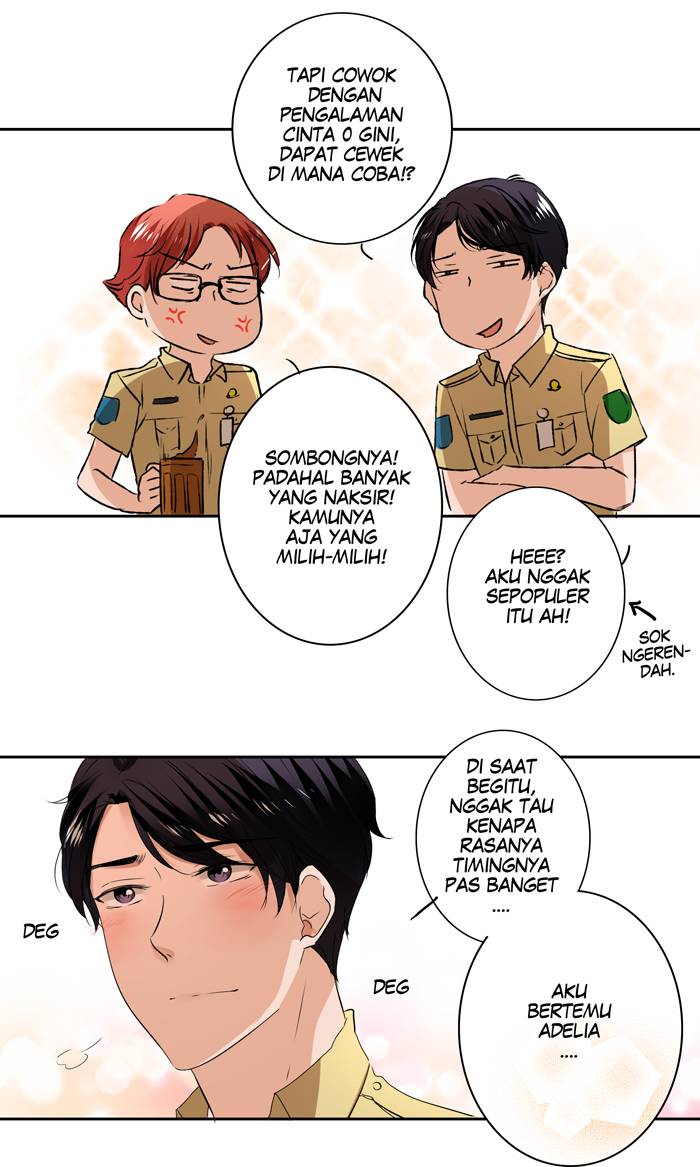 TAPI COWOK
DENGAN
PENGALAMAN
CINTA 0 GINI,
DAPAT CEWEK
DI MANA COBA!?
SOMBONGNYA!
PADAHAL BANYAK
YANG NAKSIR!
KAMUNYA
AJA YANG
MILIH-MILIH!
HEEE?
AKU NGGAK
SEPOPULER
ITU AH!
SOK
NGEREN-
DAH.
DI SAAT
BEGITU,
NGGAK TAU
KENAPA
RASANYA
TIMINGNYA
PAS BANGET
....
DEG
DEG
AKU
BERTEMU
ADELIA
....